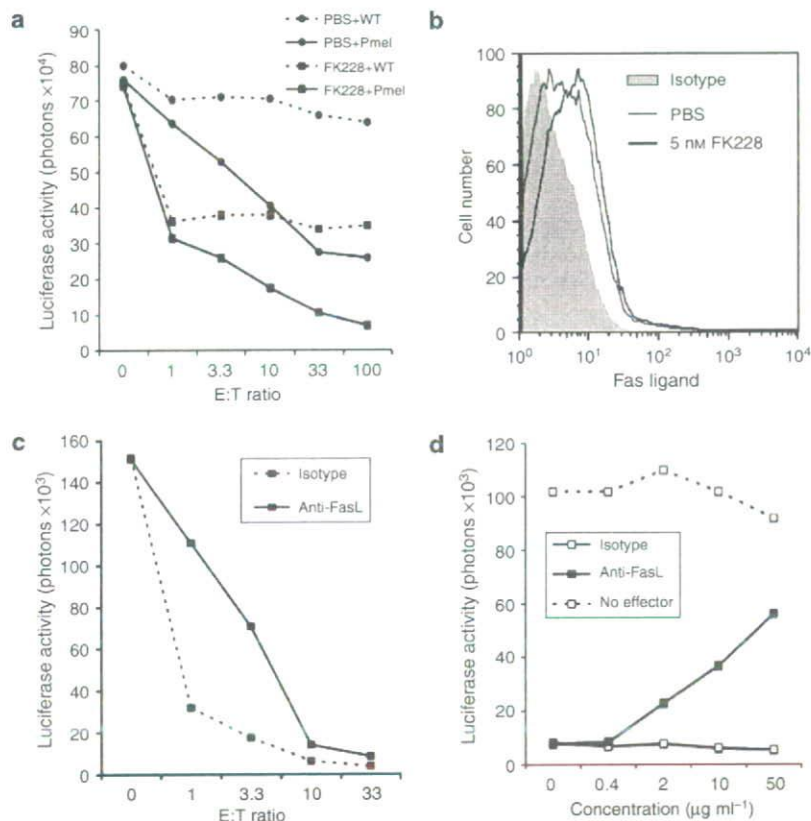 a
PBS+WT
PBS+Pmel
FK228+WT
FK228+Pmel
Luciferase activity (photons ×10⁴)
90
80
70
60
50
40
30
20
10
0
0 1 3.3 10 33 100
E:T ratio
b
Isotype
PBS
5 nM FK228
Cell number
100
80
60
40
20
0
10⁰ 10¹ 10² 10³ 10⁴
Fas ligand
c
Isotype
Anti-FasL
Luciferase activity (photons ×10³)
160
140
120
100
80
60
40
20
0
0 1 3.3 10 33
E:T ratio
d
Isotype
Anti-FasL
No effector
Luciferase activity (photons ×10³)
120
100
80
60
40
20
0
0 0.4 2 10 50
Concentration (µg ml⁻¹)